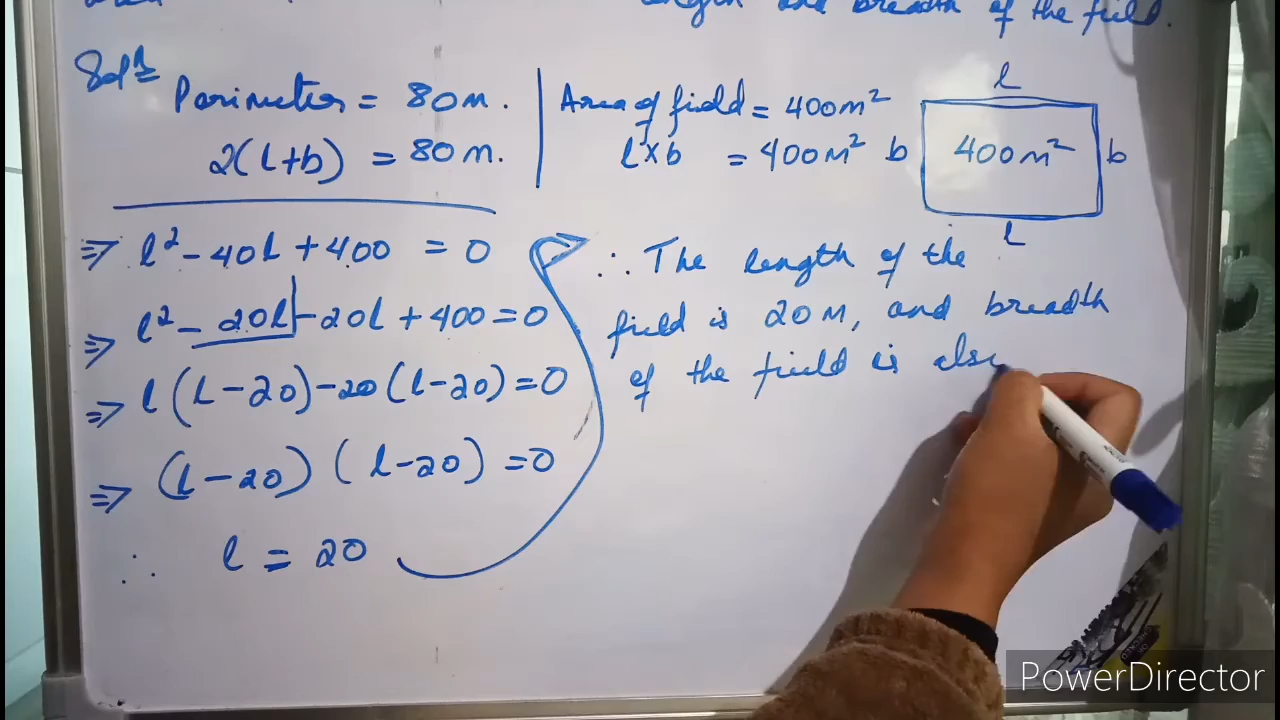 length and breadth of the field.
Solⁿ
Perimeter = 80m.
2(l+b) = 80m.
Area of field = 400m²
l×b = 400m²
l
b 400m² b
l
⇒ l² - 40l + 400 = 0
⇒ l² - 20l - 20l + 400 = 0
⇒ l(l-20) - 20(l-20) = 0
⇒ (l-20) (l-20) = 0
∴ l = 20
∴ The length of the
field is 20m, and breadth
of the field is also
PowerDirector